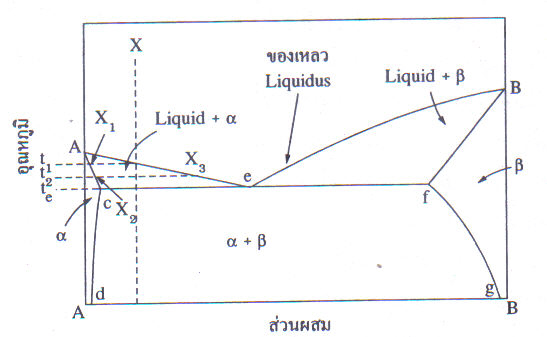 X
ของเหลว
Liquidus
Liquid + β
B
X₁
Liquid + α
อุณหภูมิ
A
t₁
X₃
t₂
e
β
tₑ
X₂
f
c
α
α + β
d
g
A
B
ส่วนผสม